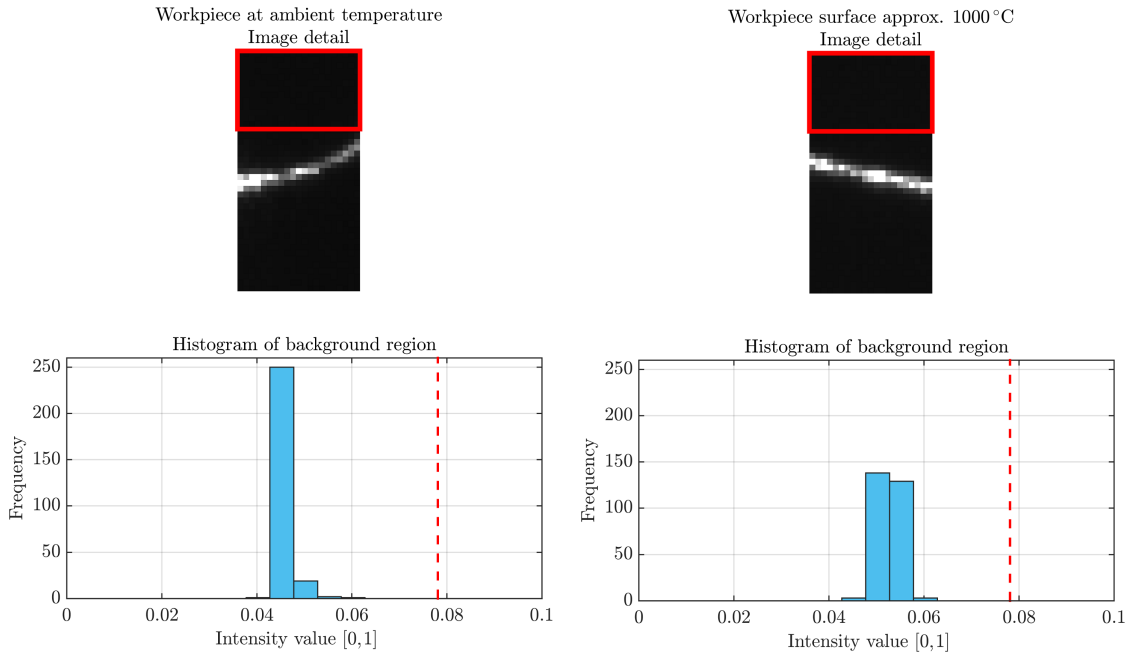 Workpiece at ambient temperature
Image detail
Histogram of background region
Frequency
250
200
150
100
50
0
0 0.02 0.04 0.06 0.08 0.1
Intensity value [0,1]
Workpiece surface approx. 1000 °C
Image detail
Histogram of background region
Frequency
250
200
150
100
50
0
0 0.02 0.04 0.06 0.08 0.1
Intensity value [0,1]